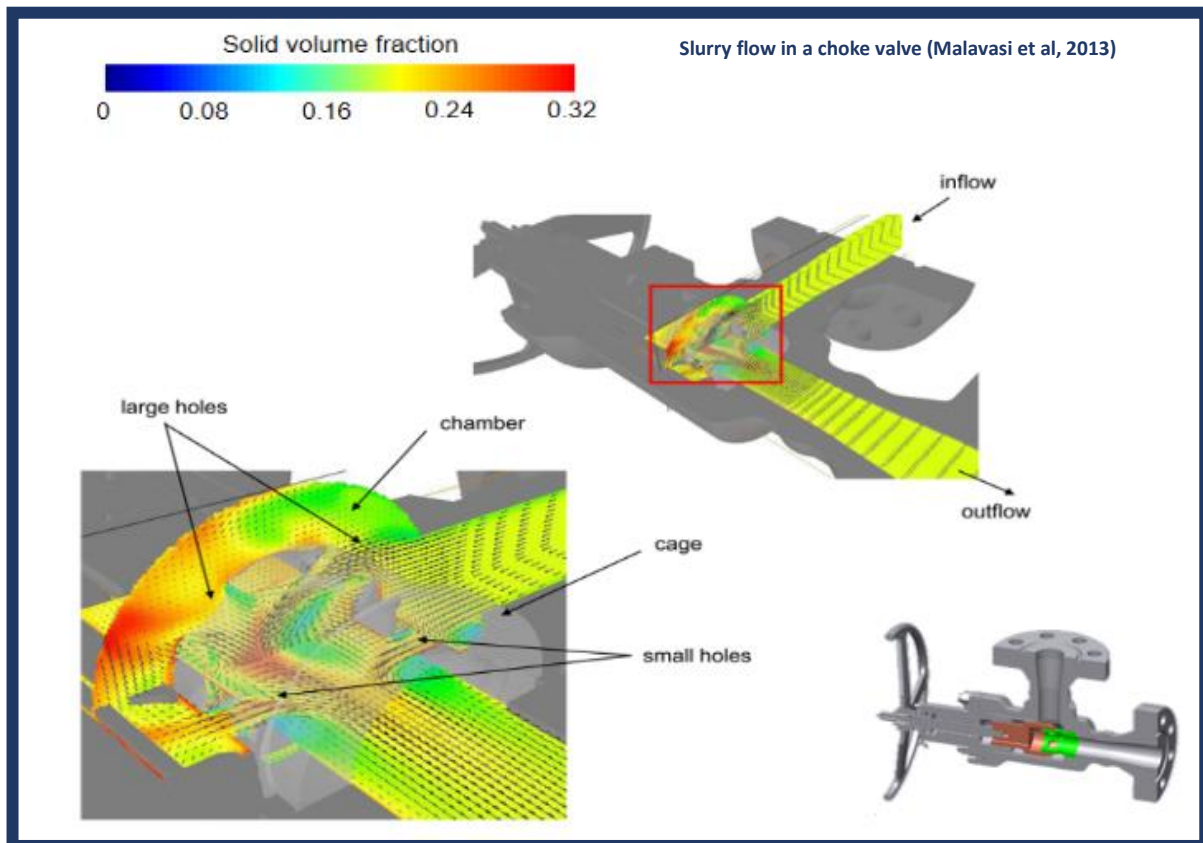 Solid volume fraction
Slurry flow in a choke valve (Malavasi et al, 2013)
0 0.08 0.16 0.24 0.32
inflow
large holes
chamber
outflow
cage
small holes